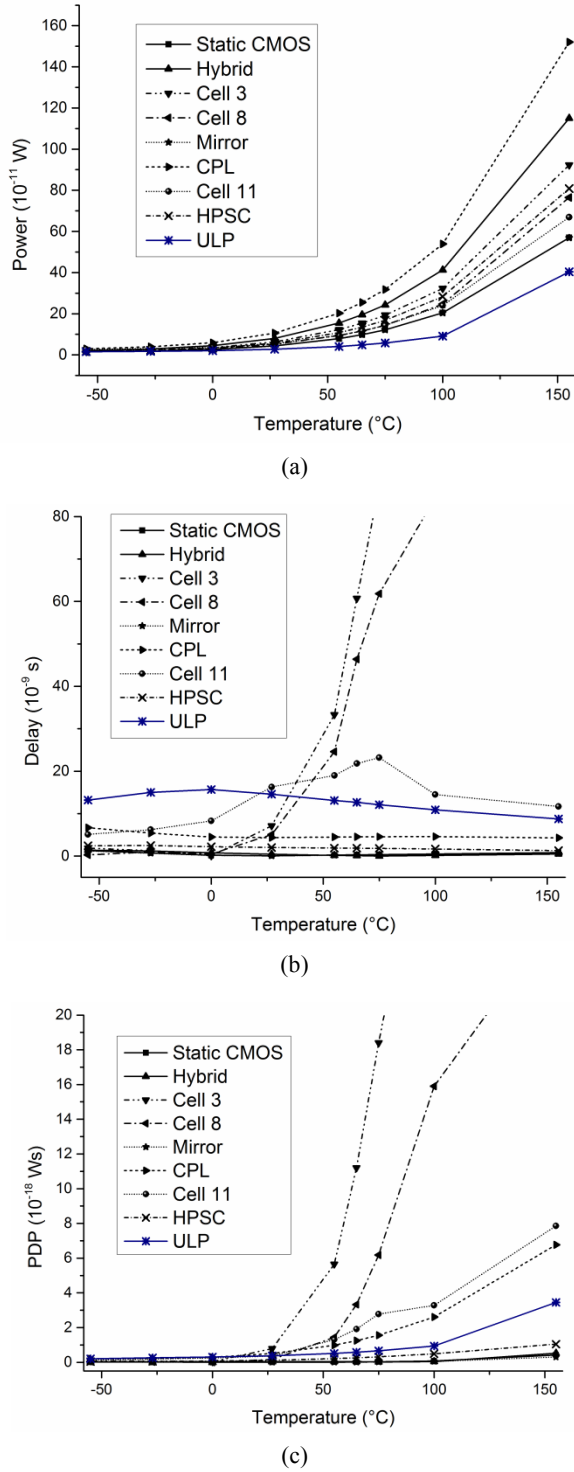 160
140
120
100
80
60
40
20
0
Power (10⁻¹¹ W)
Static CMOS
Hybrid
Cell 3
Cell 8
Mirror
CPL
Cell 11
HPSC
ULP
-50
0
50
100
150
Temperature (°C)
(a)
80
60
40
20
0
Delay (10⁻⁹ s)
Static CMOS
Hybrid
Cell 3
Cell 8
Mirror
CPL
Cell 11
HPSC
ULP
-50
0
50
100
150
Temperature (°C)
(b)
20
18
16
14
12
10
8
6
4
2
0
PDP (10⁻¹⁸ Ws)
Static CMOS
Hybrid
Cell 3
Cell 8
Mirror
CPL
Cell 11
HPSC
ULP
-50
0
50
100
150
Temperature (°C)
(c)